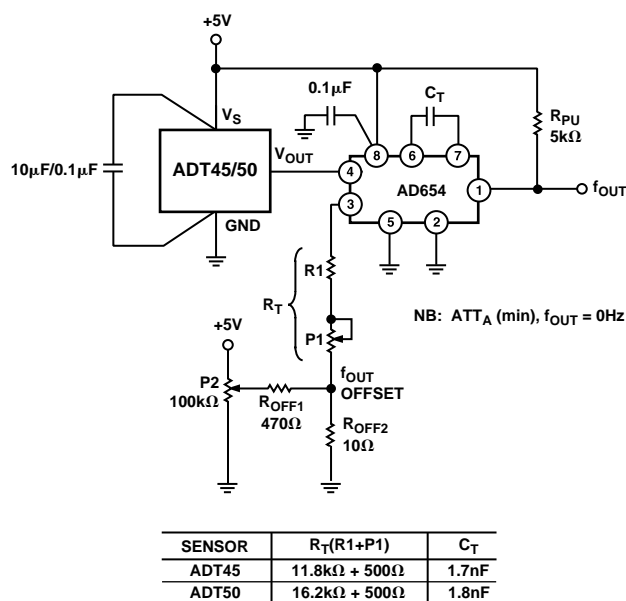 +5V
0.1µF
CT
RPU
5kΩ
VS
10µF/0.1µF
ADT45/50
VOUT
8
6
7
4
AD654
1
fOUT
3
GND
5
2
R1
RT
NB: ATTA (min), fOUT = 0Hz
P1
+5V
fOUT
OFFSET
P2
100kΩ
ROFF1
470Ω
ROFF2
10Ω
SENSOR RT(R1+P1) CT
ADT45 11.8kΩ + 500Ω 1.7nF
ADT50 16.2kΩ + 500Ω 1.8nF